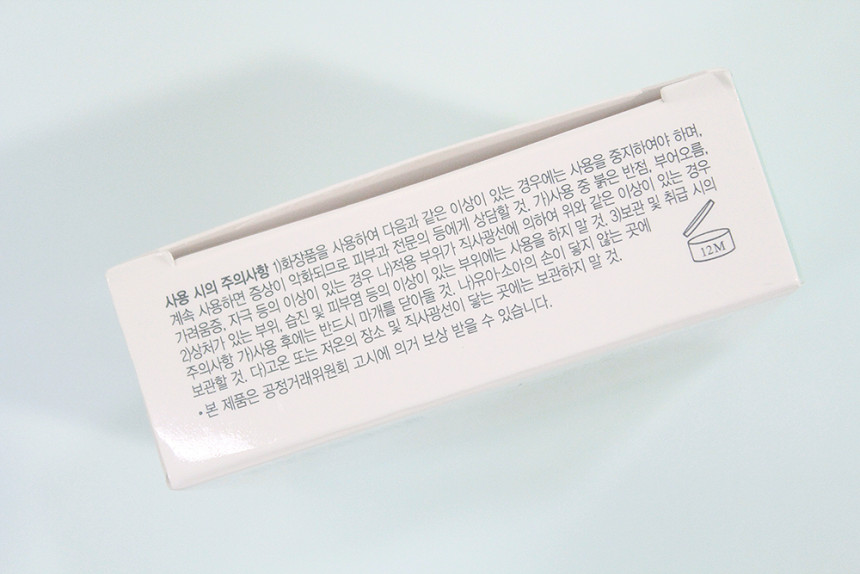 사용 시의 주의사항 1)화장품을 사용하여 다음과 같은 이상이 있는 경우에는 사용을 중지하여야 하며,
계속 사용하면 증상이 악화되므로 피부과 전문의 등에게 상담할 것. 가)사용 중 붉은 반점, 부어오름,
가려움증, 자극 등의 이상이 있는 경우 나)적용 부위가 직사광선에 의하여 위와 같은 이상이 있는 경우
2)상처가 있는 부위, 습진 및 피부염 등의 이상이 있는 부위에는 사용을 하지 말 것. 3)보관 및 취급 시의
주의사항 가)사용 후에는 반드시 마개를 닫아둘 것. 나)유아·소아의 손이 닿지 않는 곳에
보관할 것. 다)고온 또는 저온의 장소 및 직사광선이 닿는 곳에는 보관하지 말 것.
• 본 제품은 공정거래위원회 고시에 의거 보상 받을 수 있습니다.
12M